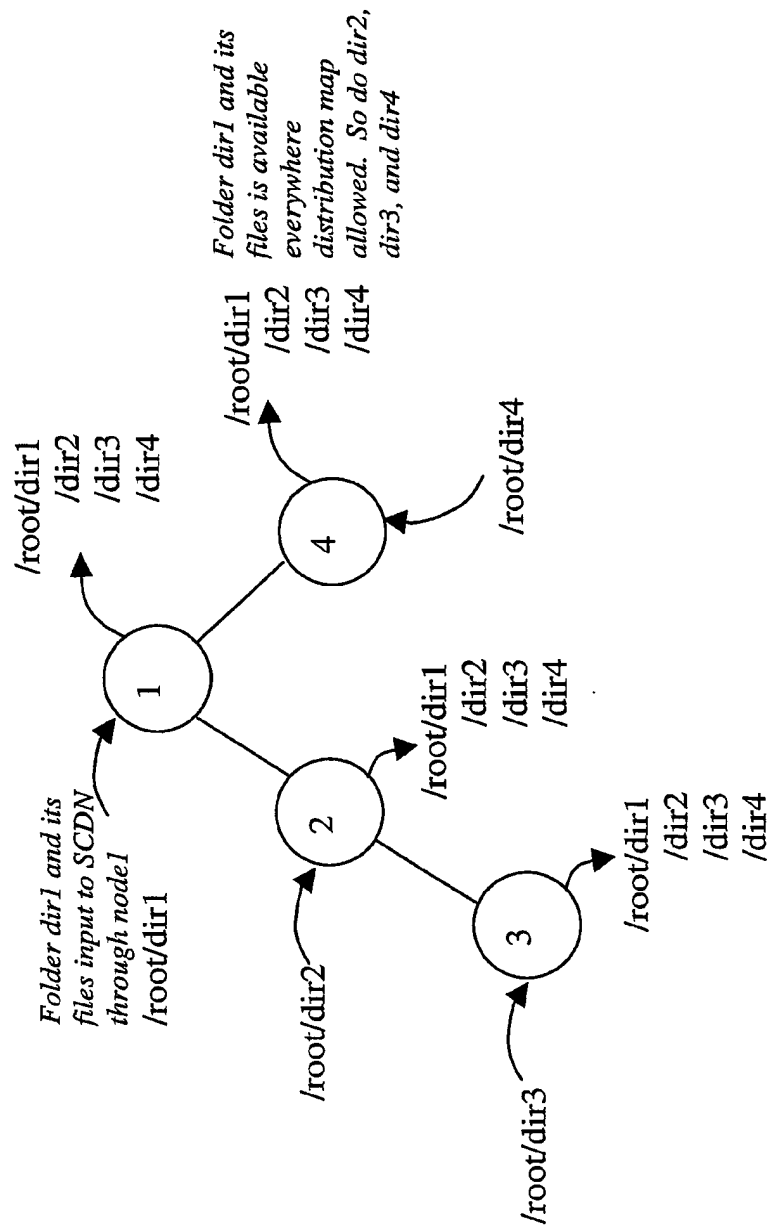 Folder dir1 and its
files input to SCDN
through node1
/root/dir1
/root/dir1
/dir2
/dir3
/dir4
1
/root/dir2
2
/root/dir1
/dir2
/dir3
/dir4
4
/root/dir1
/dir2
/dir3
/dir4
Folder dir1 and its
files is available
everywhere
distribution map
allowed. So do dir2,
dir3, and dir4
/root/dir4
/root/dir3
3
/root/dir1
/dir2
/dir3
/dir4